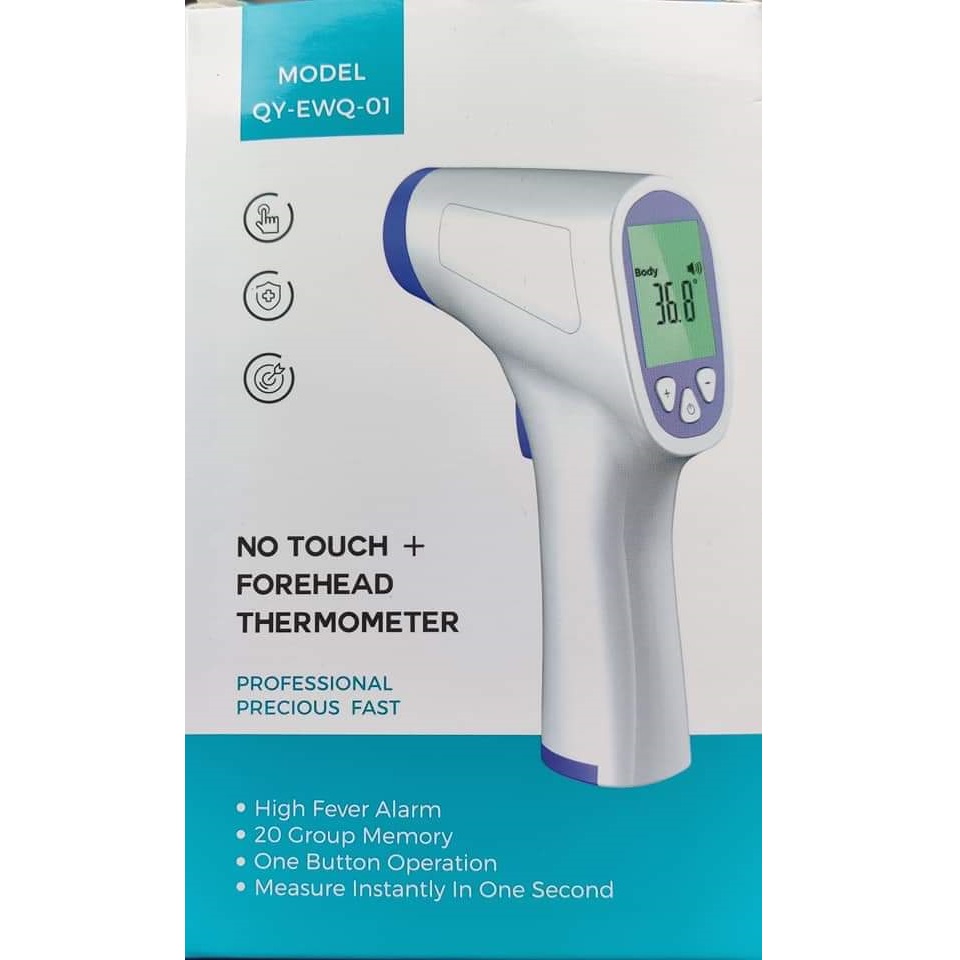 MODEL
QY-EWQ-01
Body
36.8°
NO TOUCH +
FOREHEAD
THERMOMETER
PROFESSIONAL
PRECIOUS FAST
• High Fever Alarm
• 20 Group Memory
• One Button Operation
• Measure Instantly In One Second